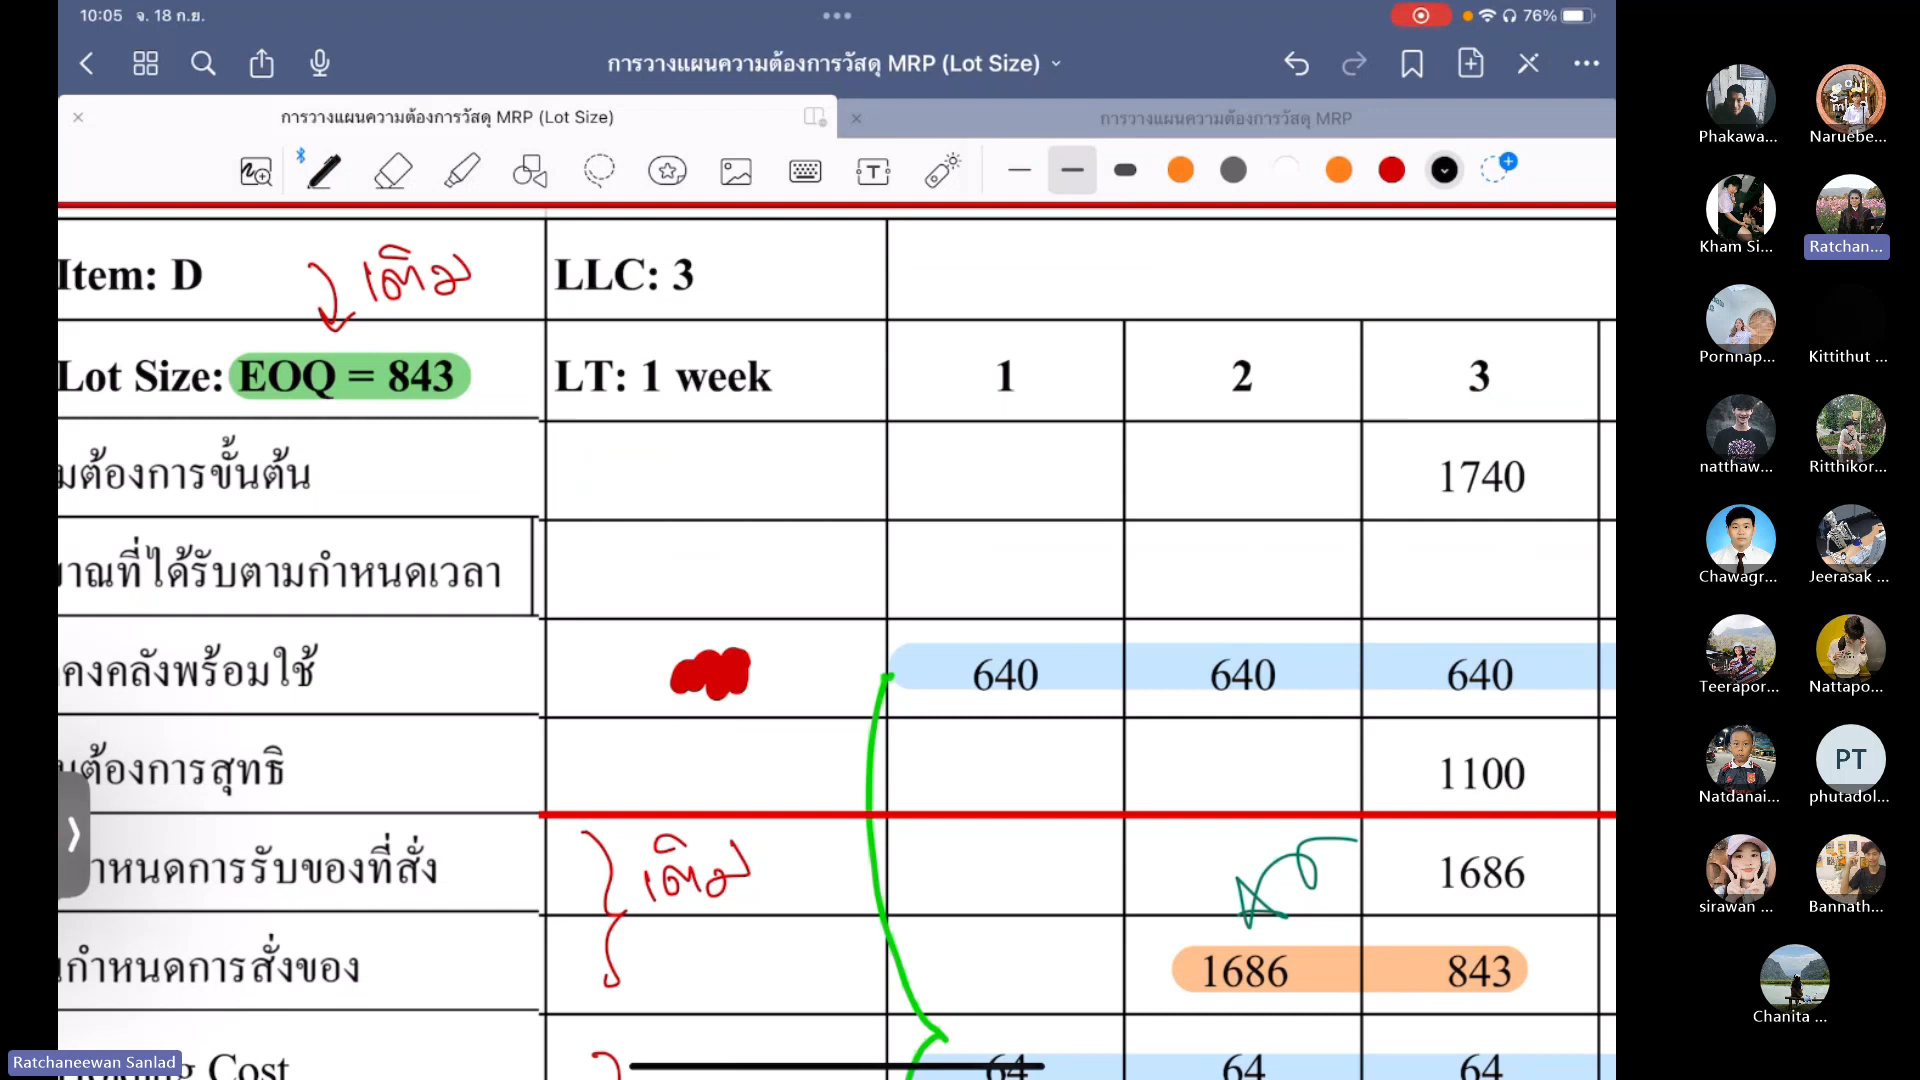 10:05 จ. 18 ก.ย.
76%
การวางแผนความต้องการวัสดุ MRP (Lot Size)
การวางแผนความต้องการวัสดุ MRP (Lot Size)
การวางแผนความต้องการวัสดุ MRP
Item: D
เติม
LLC: 3
Lot Size: EOQ = 843
LT: 1 week
1
2
3
มต้องการขั้นต้น
1740
าณที่ได้รับตามกำหนดเวลา
คงคลังพร้อมใช้
640
640
640
ต้องการสุทธิ
1100
าหนดการรับของที่สั่ง
เติม
1686
กำหนดการสั่งของ
1686
843
Cost
64
64
64
Phakawa...
Naruebe...
Kham Si...
Ratchan...
Pornnap...
Kittithut ...
natthaw...
Ritthikor...
Chawagr...
Jeerasak ...
Teerapor...
Nattapo...
Natdanai...
PT
phutadol...
sirawan ...
Bannath...
Chanita ...
Ratchaneewan Sanlad